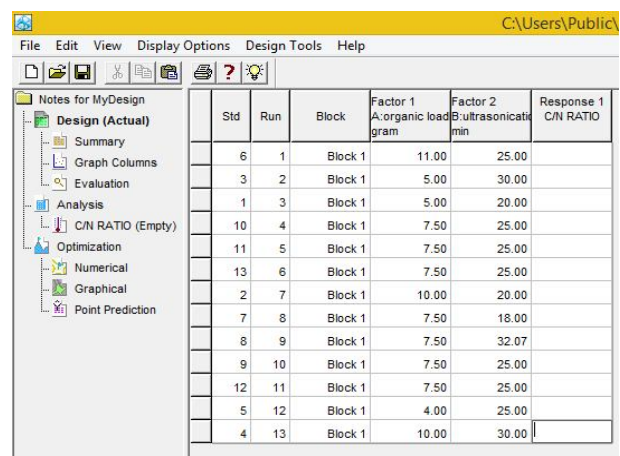 C:\Users\Public\
File Edit View Display Options Design Tools Help
Notes for MyDesign
Design (Actual)
Summary
Graph Columns
Evaluation
Analysis
C/N RATIO (Empty)
Optimization
Numerical
Graphical
Point Prediction
Std Run Block Factor 1 A:organic load gram Factor 2 B:ultrasonicatic min Response 1 C/N RATIO
6 1 Block 1 11.00 25.00
3 2 Block 1 5.00 30.00
1 3 Block 1 5.00 20.00
10 4 Block 1 7.50 25.00
11 5 Block 1 7.50 25.00
13 6 Block 1 7.50 25.00
2 7 Block 1 10.00 20.00
7 8 Block 1 7.50 18.00
8 9 Block 1 7.50 32.07
9 10 Block 1 7.50 25.00
12 11 Block 1 7.50 25.00
5 12 Block 1 4.00 25.00
4 13 Block 1 10.00 30.00